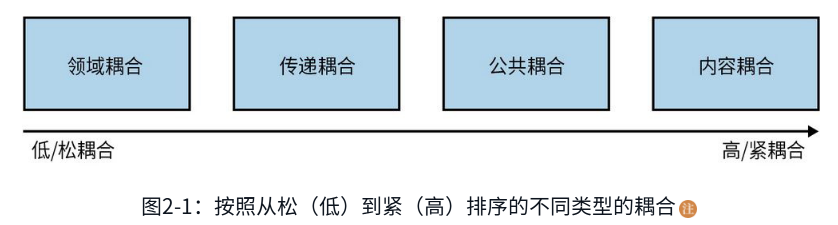 领域耦合 传递耦合 公共耦合 内容耦合
低/松耦合 高/紧耦合
图2-1：按照从松（低）到紧（高）排序的不同类型的耦合 注